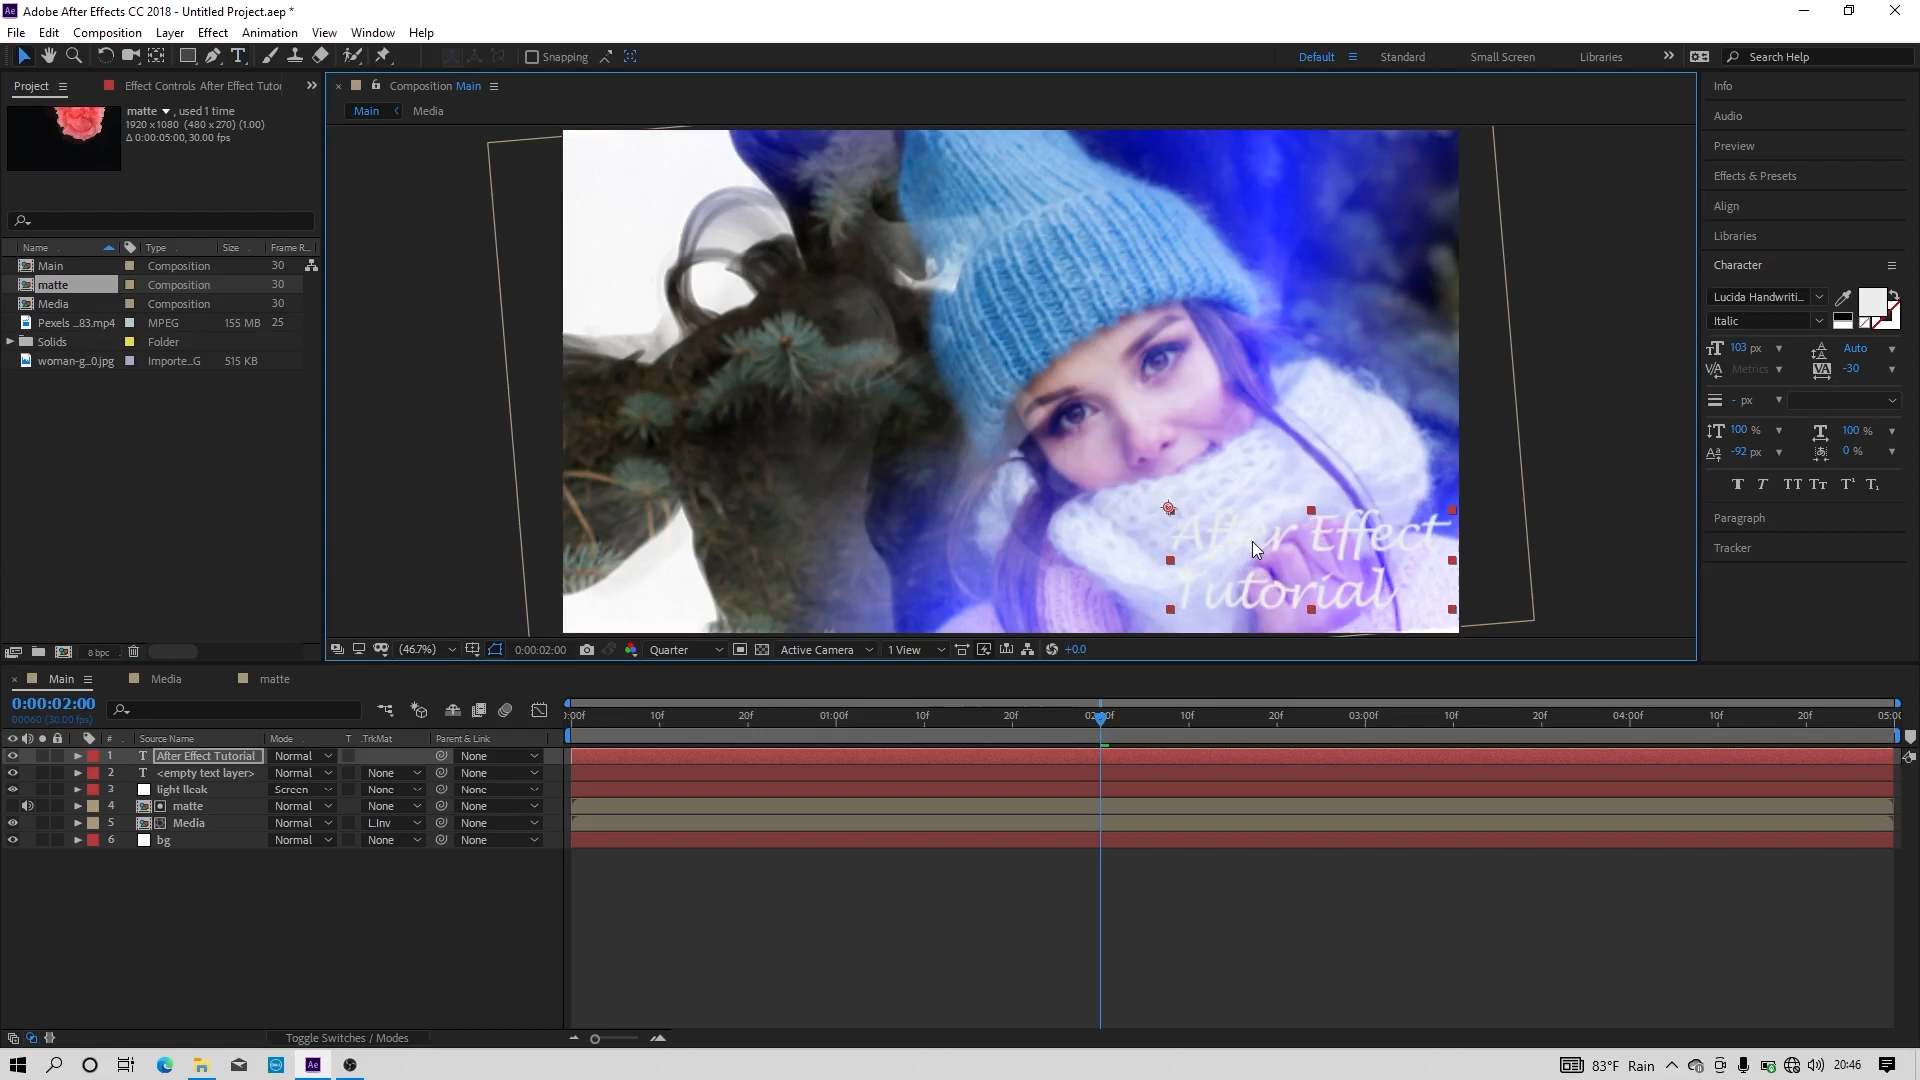 Adobe After Effects CC 2018 - Untitled Project.aep *
File Edit Composition Layer Effect Animation View Window Help
Snapping
Default Standard Small Screen Libraries Search Help
Project
Effect Controls After Effect Tutor
Composition Main
Main Media
matte , used 1 time
1920 x 1080 (480 x 270) (1.00)
Δ 0:00:05:00, 30.00 fps
Name Type Size Frame R...
Main Composition 30
matte Composition 30
Media Composition 30
Pexels ...83.mp4 MPEG 155 MB 25
Solids Folder
woman-g...0.jpg Importe...G 515 KB
8 bpc
After Effect
Tutorial
(46.7%) 0:00:02:00 Quarter Active Camera 1 View +0.0
Info
Audio
Preview
Effects & Presets
Align
Libraries
Character
Lucida Handwriti...
Italic
103 px Auto
Metrics -30
- px
100 % 100 %
-92 px 0 %
T T TT Tт T¹ T₁
Paragraph
Tracker
Main Media matte
0:00:02:00
00060 (30.00 fps)
:00f 10f 20f 01:00f 10f 20f 02:00f 10f 20f 03:00f 10f 20f 04:00f 10f 20f 05:00
# Source Name Mode T .TrkMat Parent & Link
1 T After Effect Tutorial Normal None
2 T <empty text layer> Normal None None
3 light lleak Screen None None
4 matte Normal None None
5 Media Normal L.Inv None
6 bg Normal None None
Toggle Switches / Modes
83°F Rain 20:46